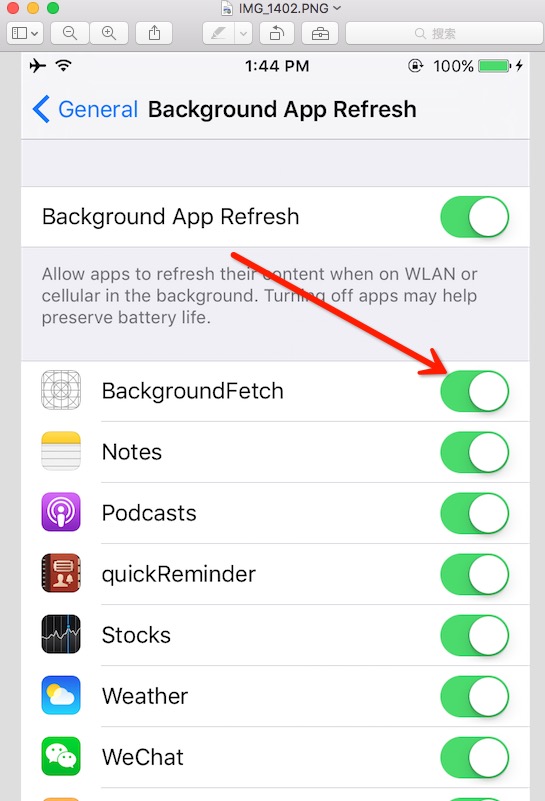 IMG_1402.PNG
搜索
1:44 PM
100%
General Background App Refresh
Background App Refresh
Allow apps to refresh their content when on WLAN or
cellular in the background. Turning off apps may help
preserve battery life.
BackgroundFetch
Notes
Podcasts
quickReminder
Stocks
Weather
WeChat